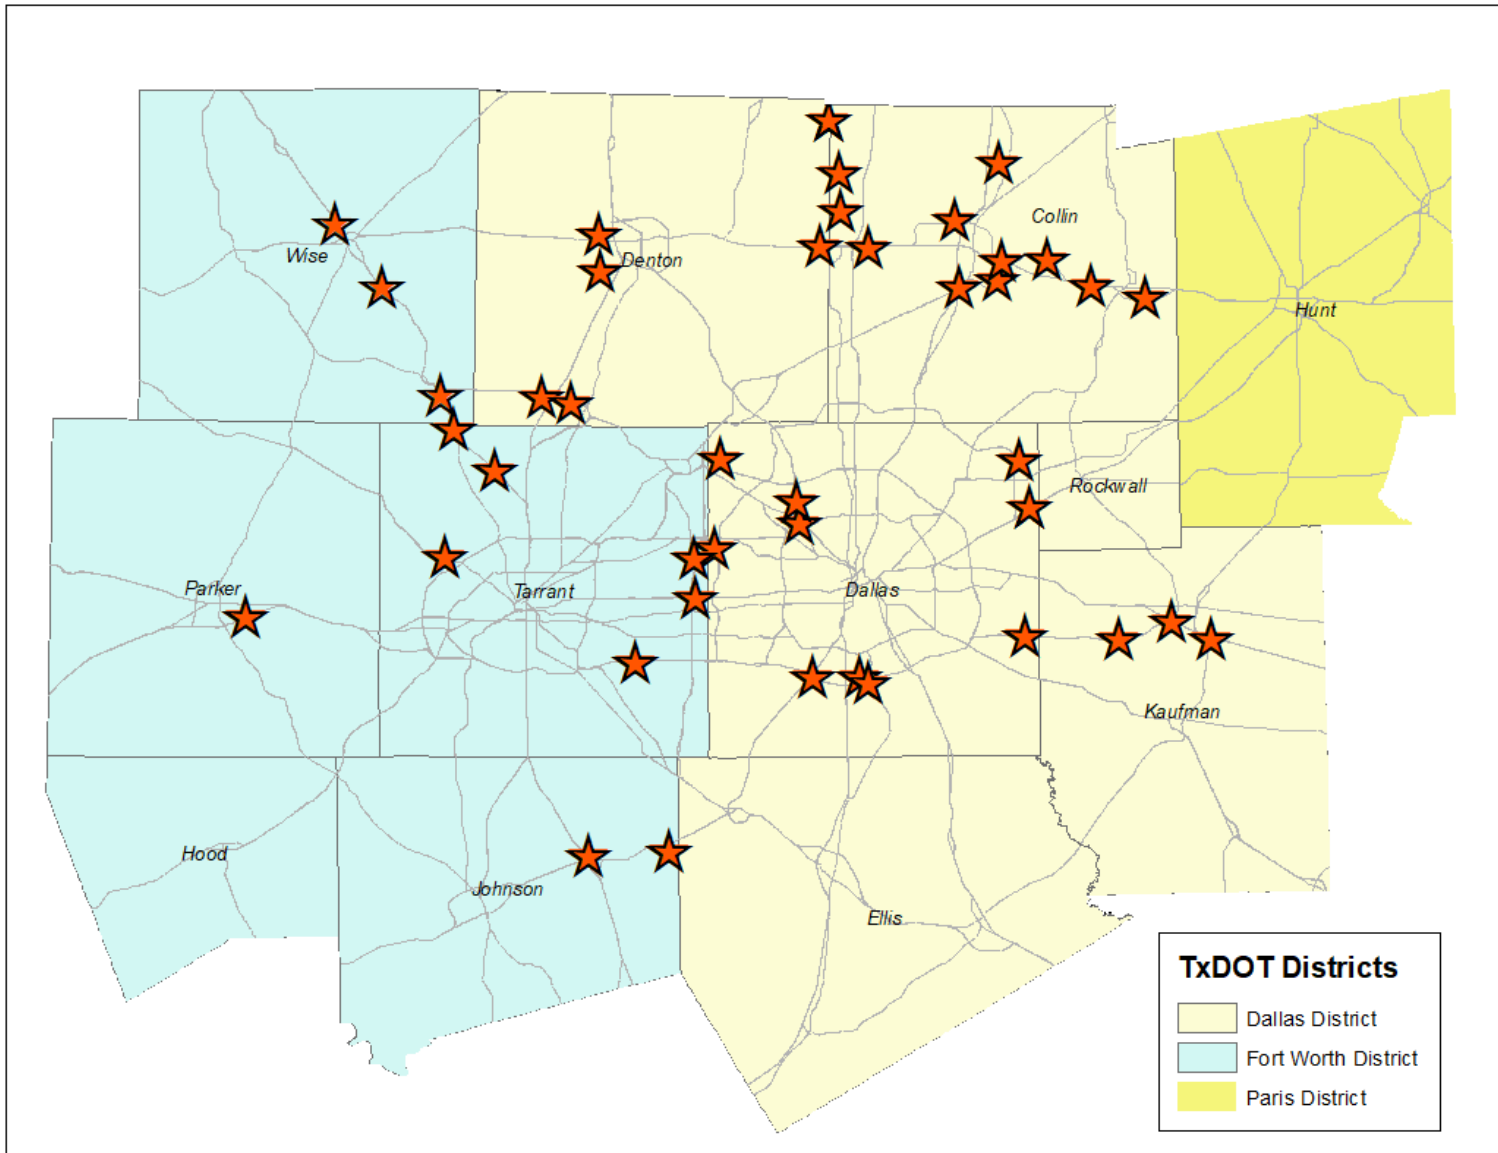 Collin
Wise
Denton
Hunt
Rockwall
Parker
Tarrant
Dallas
Kaufman
Hood
Johnson
Ellis
TxDOT Districts
Dallas District
Fort Worth District
Paris District